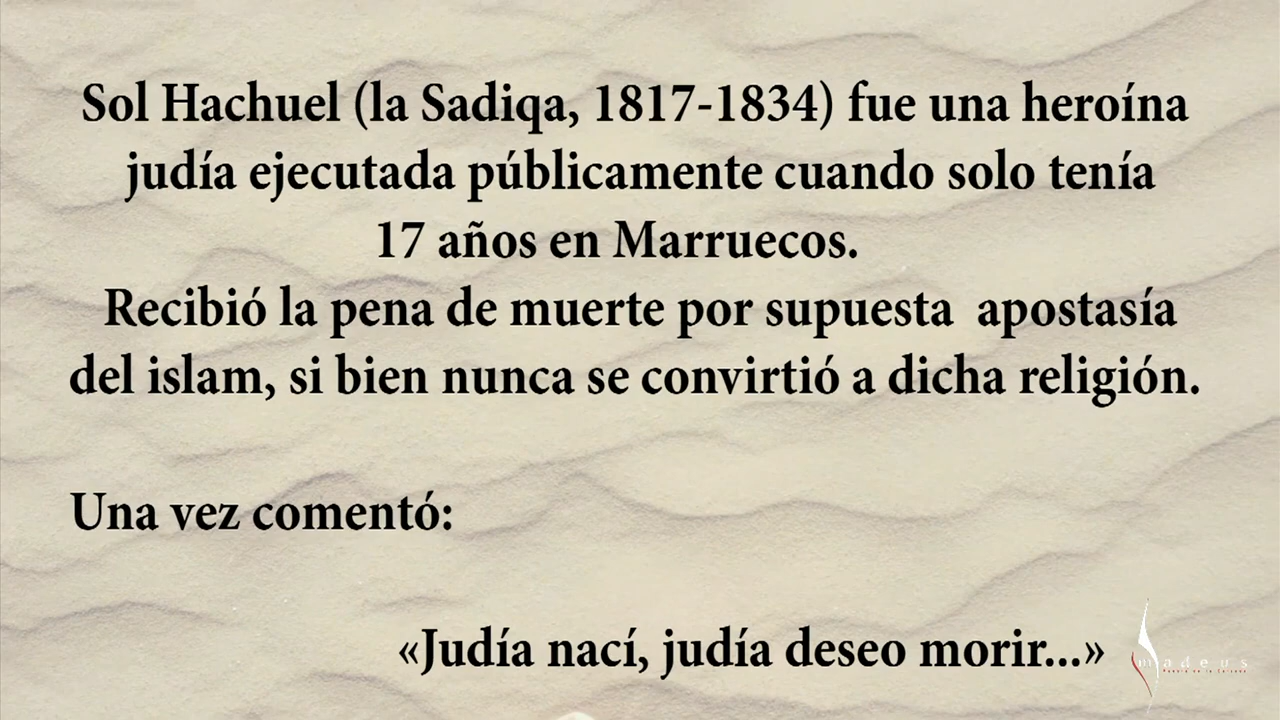 Sol Hachuel (la Sadiqa, 1817-1834) fue una heroína
judía ejecutada públicamente cuando solo tenía
17 años en Marruecos.
Recibió la pena de muerte por supuesta apostasía
del islam, si bien nunca se convirtió a dicha religión.
Una vez comentó:
«Judía nací, judía deseo morir...»
madeus